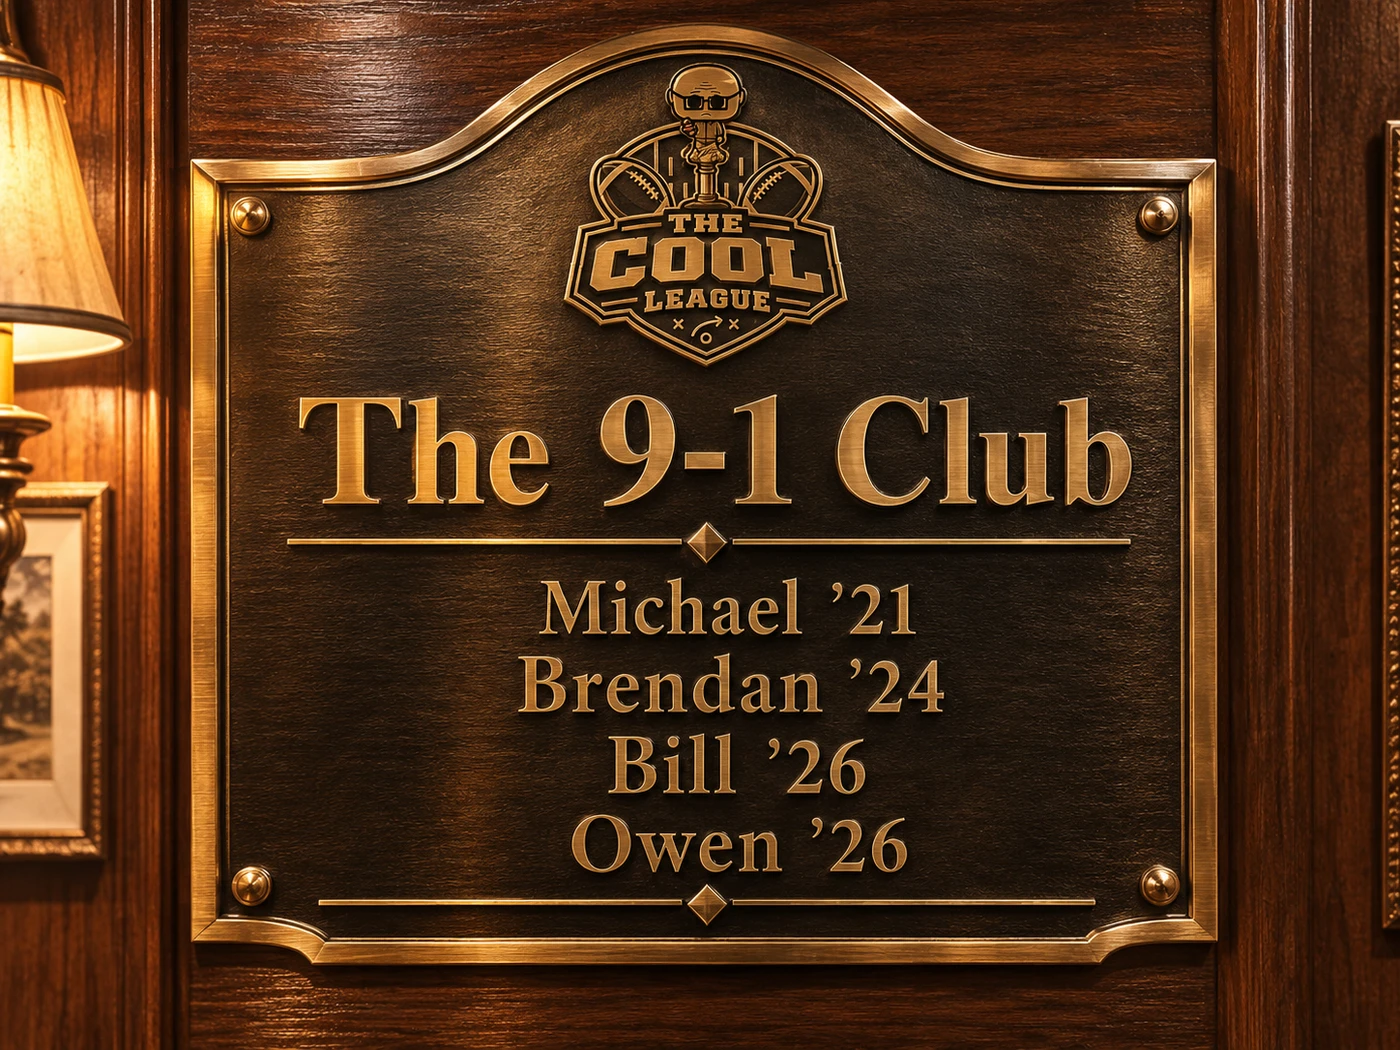 THE
COOL
LEAGUE
The 9-1 Club
Michael ’21
Brendan ’24
Bill ’26
Owen ’26